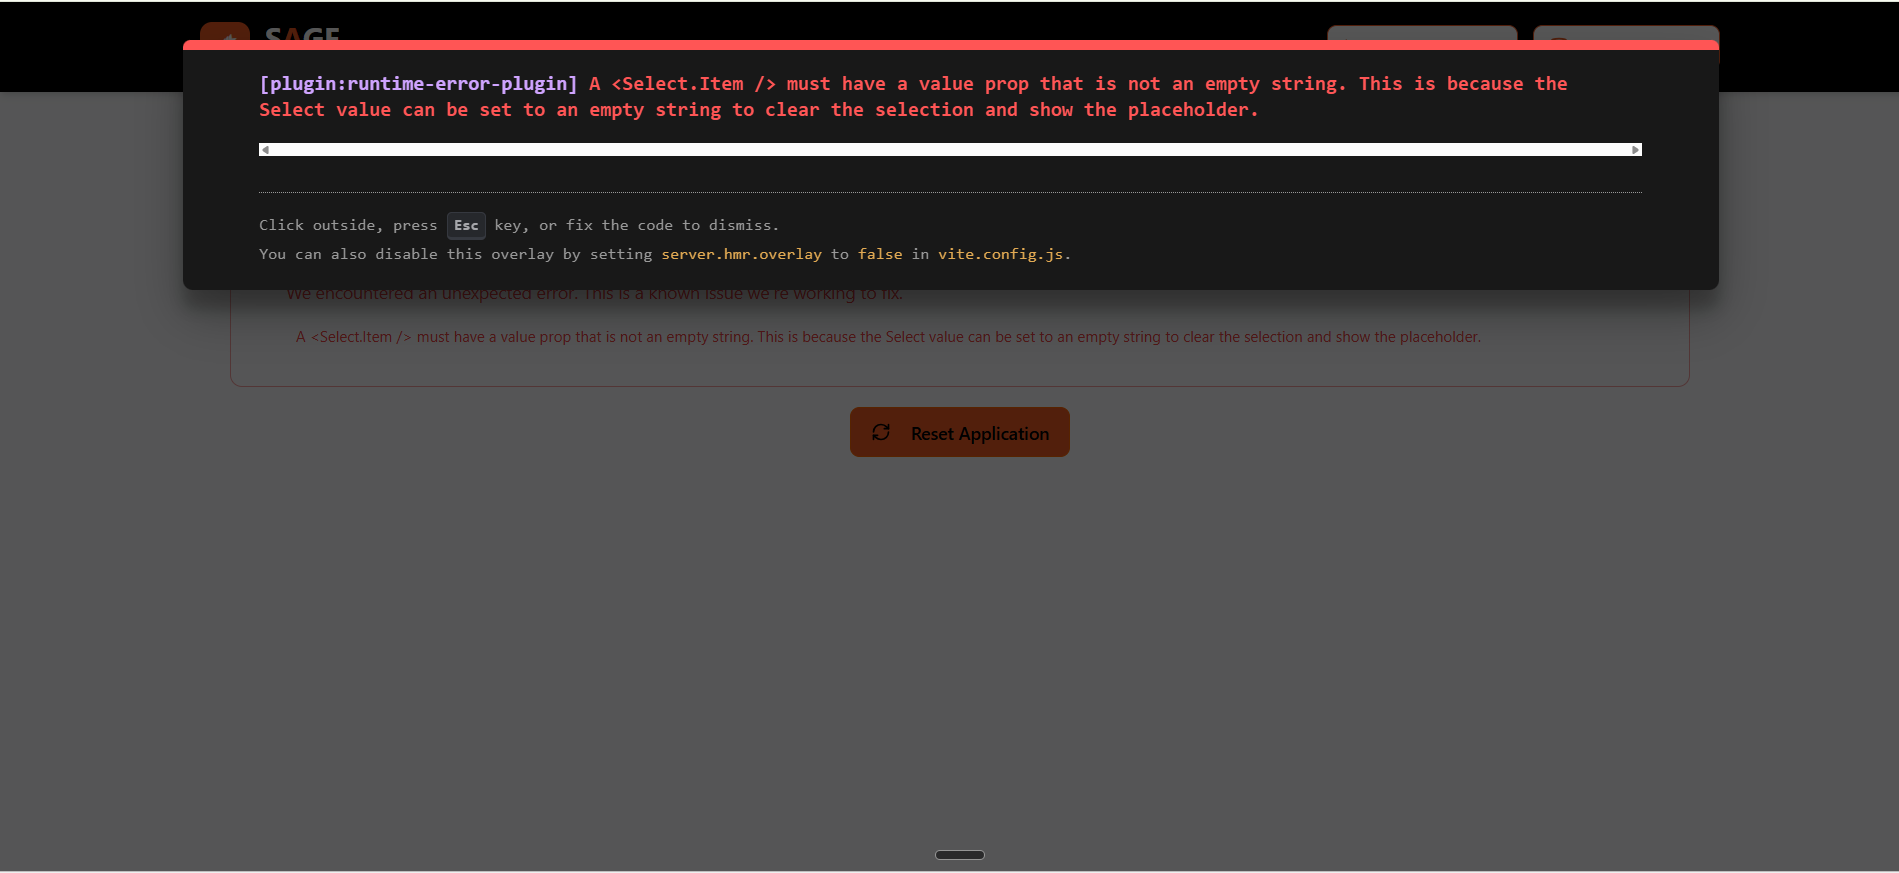 SAGE
[plugin:runtime-error-plugin] A <Select.Item /> must have a value prop that is not an empty string. This is because the
Select value can be set to an empty string to clear the selection and show the placeholder.
Click outside, press Esc key, or fix the code to dismiss.
You can also disable this overlay by setting server.hmr.overlay to false in vite.config.js.
We encountered an unexpected error. This is a known issue we're working to fix.
A <Select.Item /> must have a value prop that is not an empty string. This is because the Select value can be set to an empty string to clear the selection and show the placeholder.
Reset Application